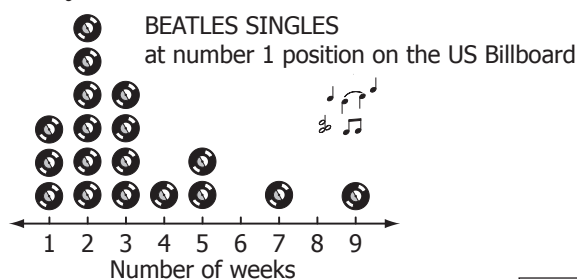 BEATLES SINGLES
at number 1 position on the US Billboard
1 2 3 4 5 6 7 8 9
Number of weeks